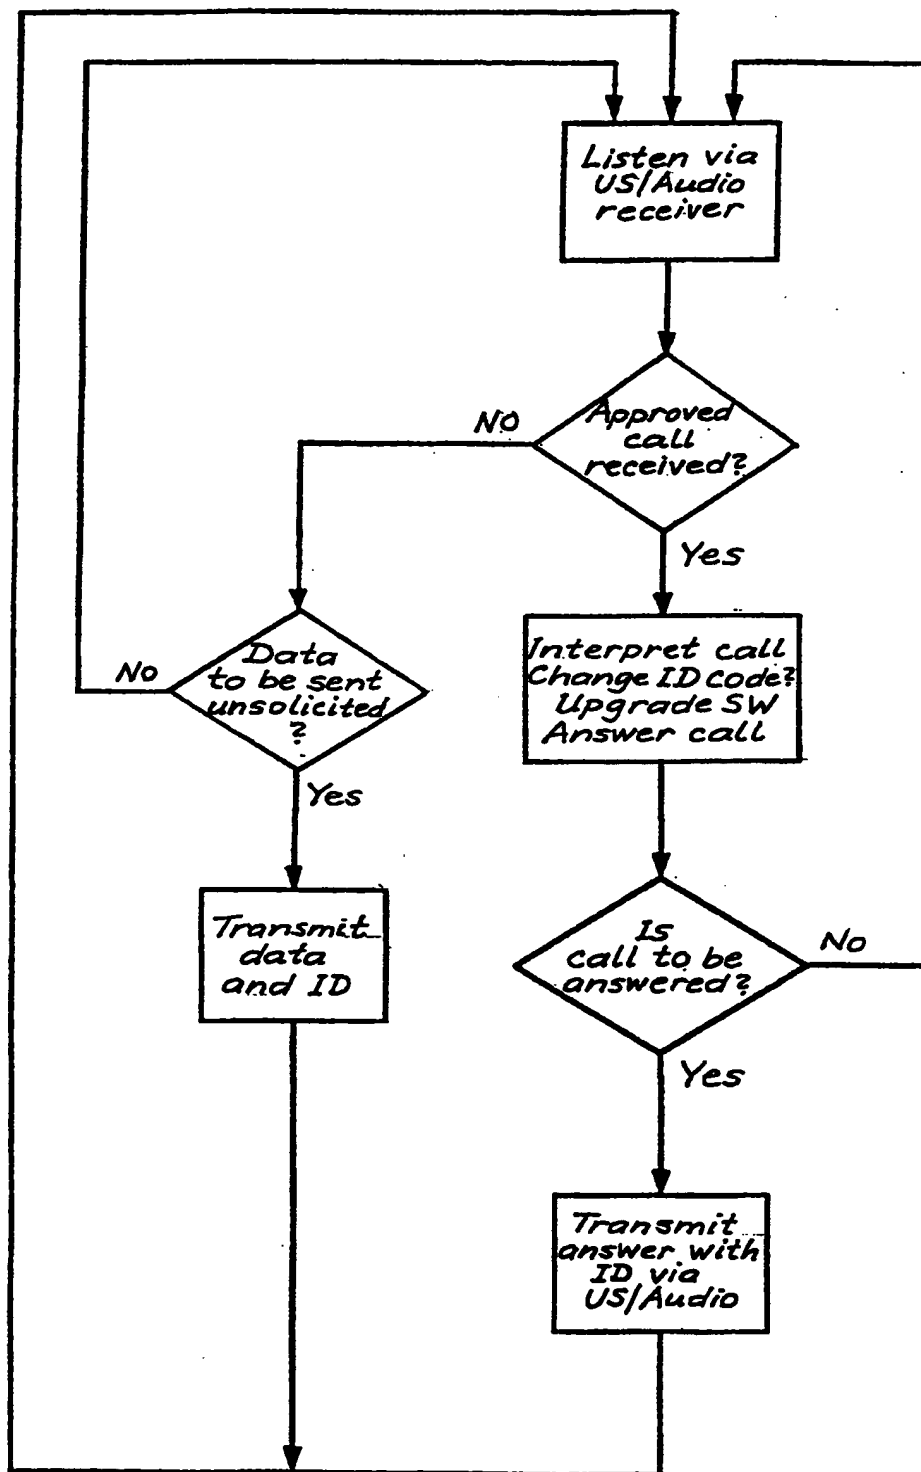 Listen via
US/Audio
receiver
Approved
call
received?
NO
Yes
Interpret call
Change ID code?
Upgrade SW
Answer call
Data
to be sent
unsolicited
?
No
Yes
Transmit
data
and ID
Is
call to be
answered?
No
Yes
Transmit
answer with
ID via
US/Audio